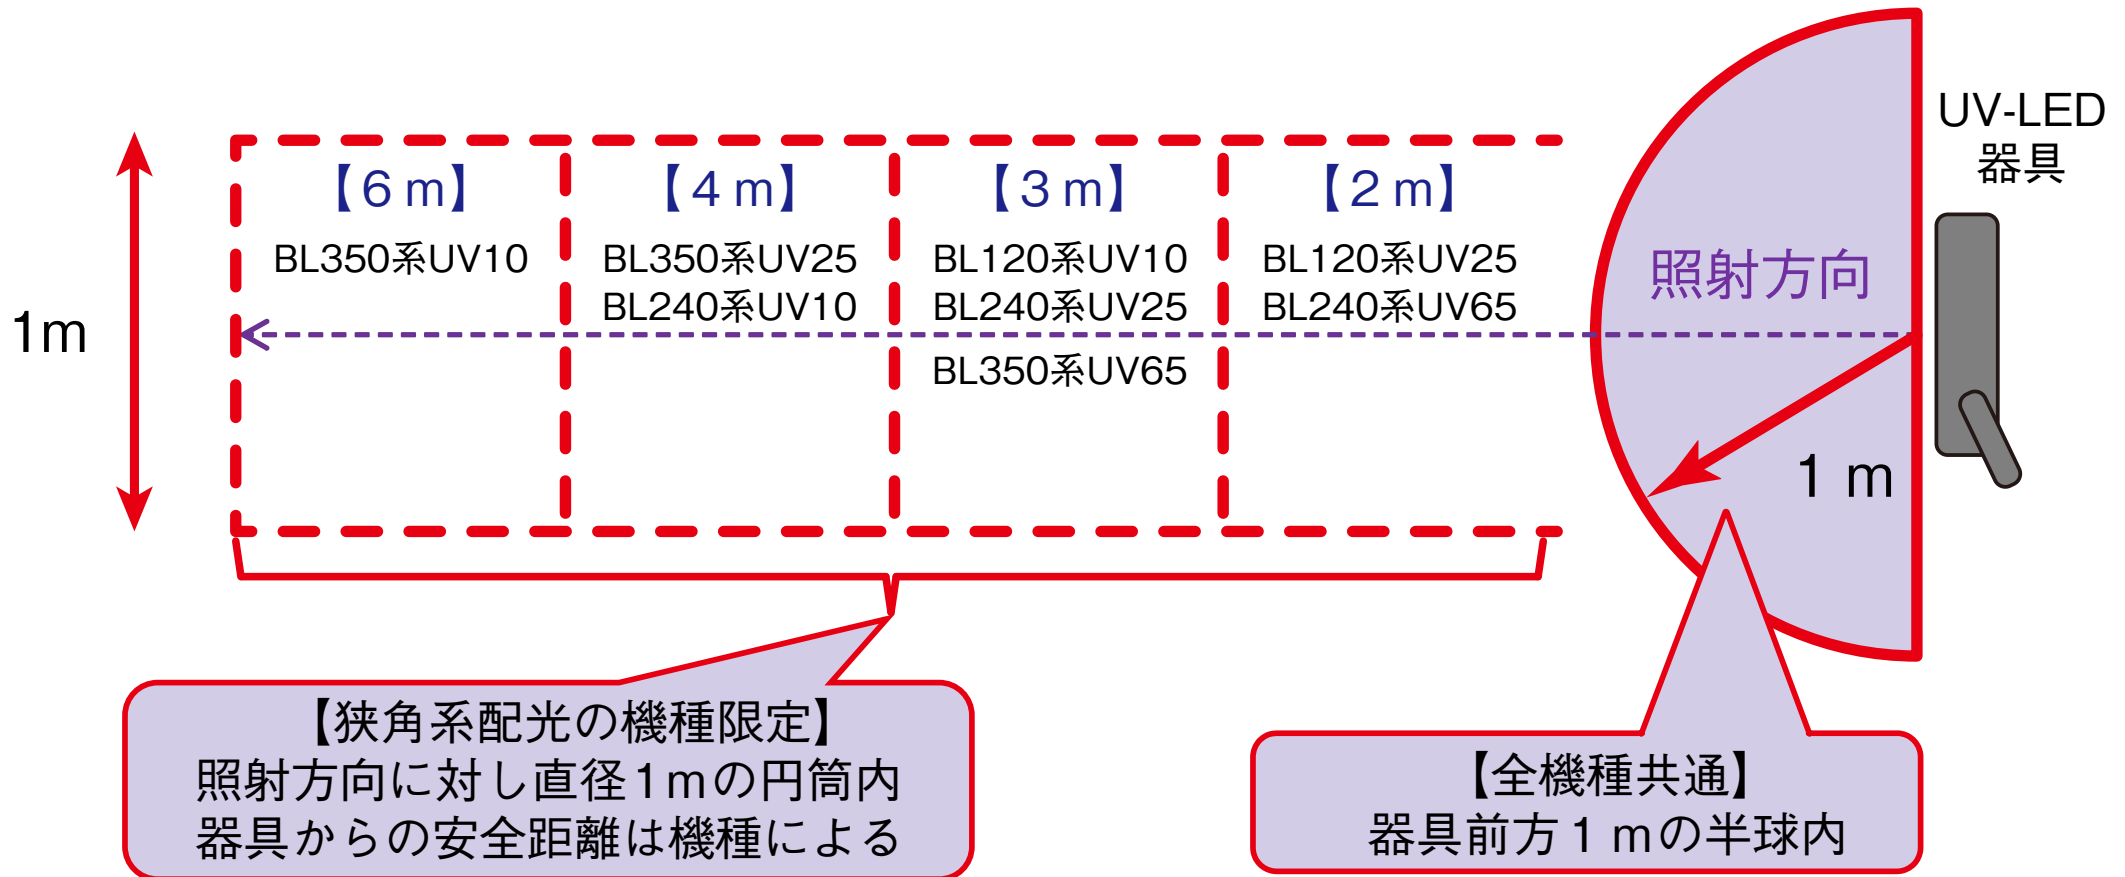 UV-LED
器具
【6m】
BL350系UV10
【4m】
BL350系UV25
BL240系UV10
【3m】
BL120系UV10
BL240系UV25
BL350系UV65
【2m】
BL120系UV25
BL240系UV65
照射方向
1m
1m
【狭角系配光の機種限定】
照射方向に対し直径1mの円筒内
器具からの安全距離は機種による
【全機種共通】
器具前方1mの半球内